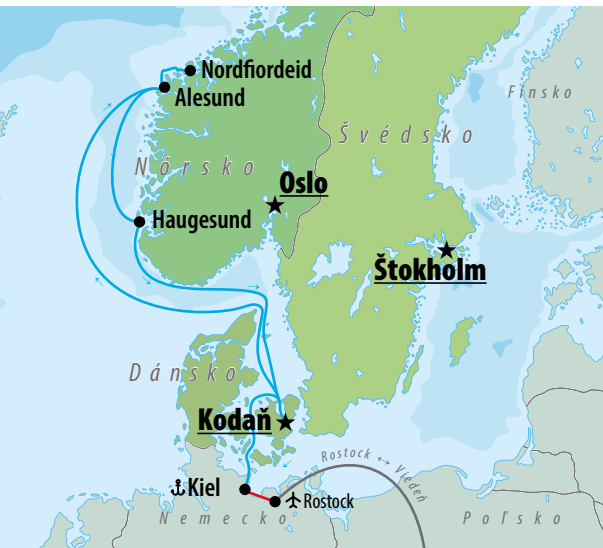 Nordfiordeid
Alesund
Fínsko
Švédsko
Nórsko
Oslo
Haugesund
Štokholm
Dánsko
Kodaň
Rostock ↔ Viedeň
Kiel
Rostock
Nemecko
Poľsko